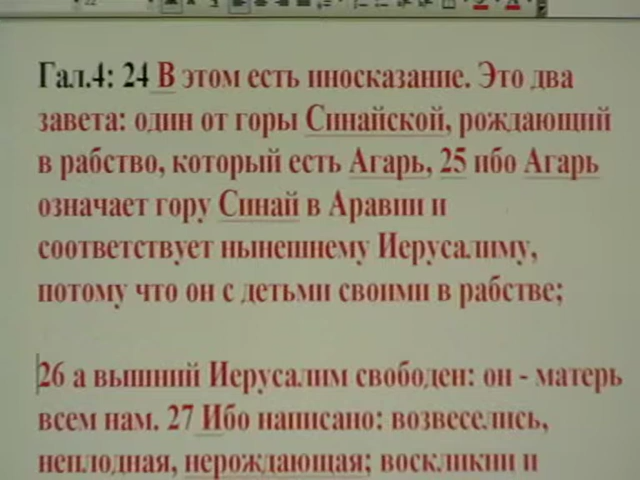 Гал.4: 24 В этом есть иносказание. Это два
завета: один от горы Синайской, рождающий
в рабство, который есть Агарь, 25 ибо Агарь
означает гору Синай в Аравии и
соответствует нынешнему Иерусалиму,
потому что он с детьми своими в рабстве;
26 а вышний Иерусалим свободен: он - матерь
всем нам. 27 Ибо написано: возвеселись,
неплодная, нерождающая; воскликни и